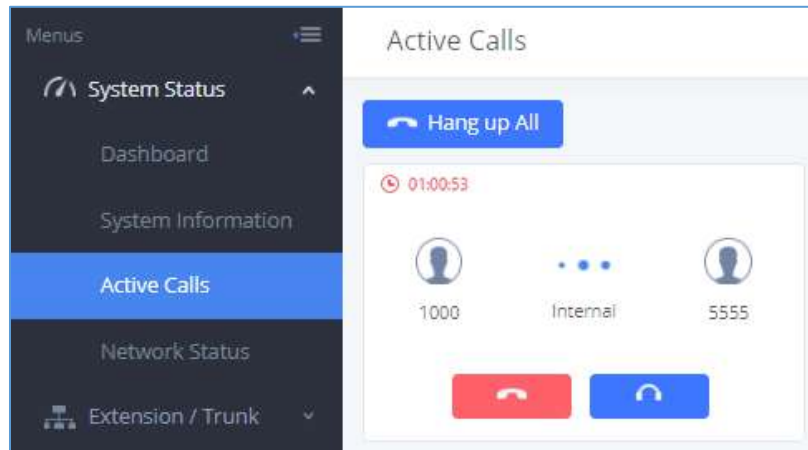 Menus
System Status
Dashboard
System Information
Active Calls
Network Status
Extension / Trunk
Active Calls
Hang up All
01:00:53
1000
Internal
5555